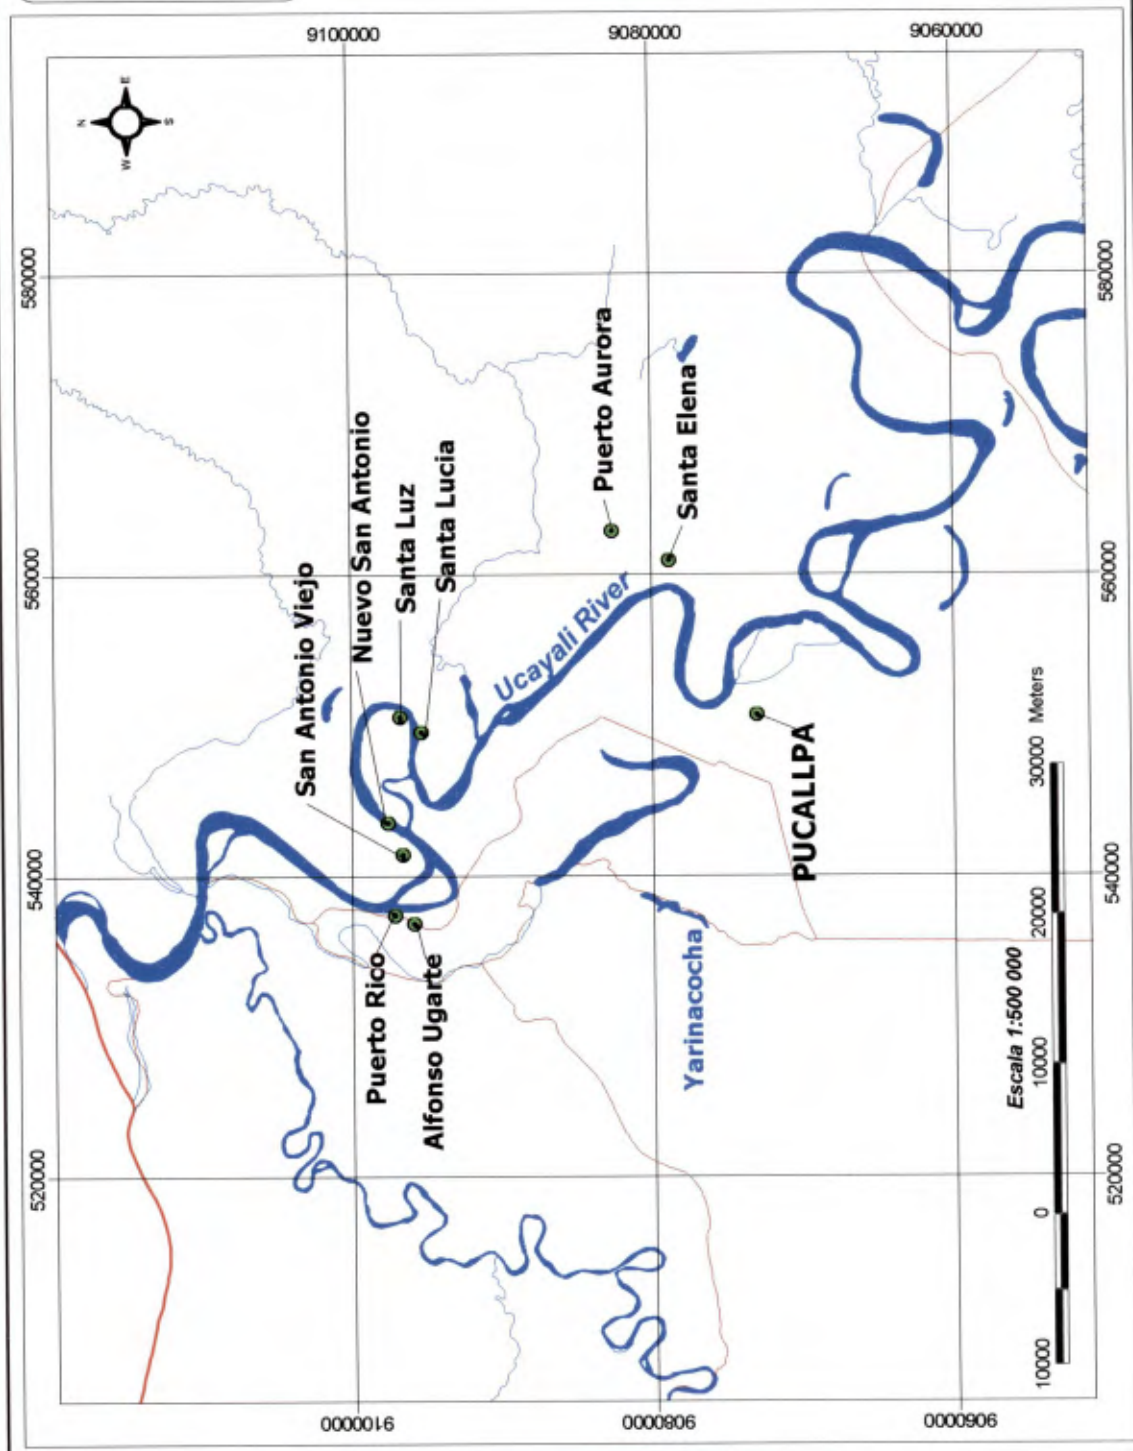 9100000
9080000
9060000
N
E
S
W
580000
580000
Puerto Aurora
Santa Elena
Nuevo San Antonio
Santa Luz
Santa Lucia
San Antonio Viejo
560000
560000
Ucayali River
PUCALLPA
540000
540000
Puerto Rico
Alfonso Ugarte
Yarinacocha
Escala 1:500 000
10000
0
10000
20000
30000
Meters
520000
520000
9100000
9080000
9060000